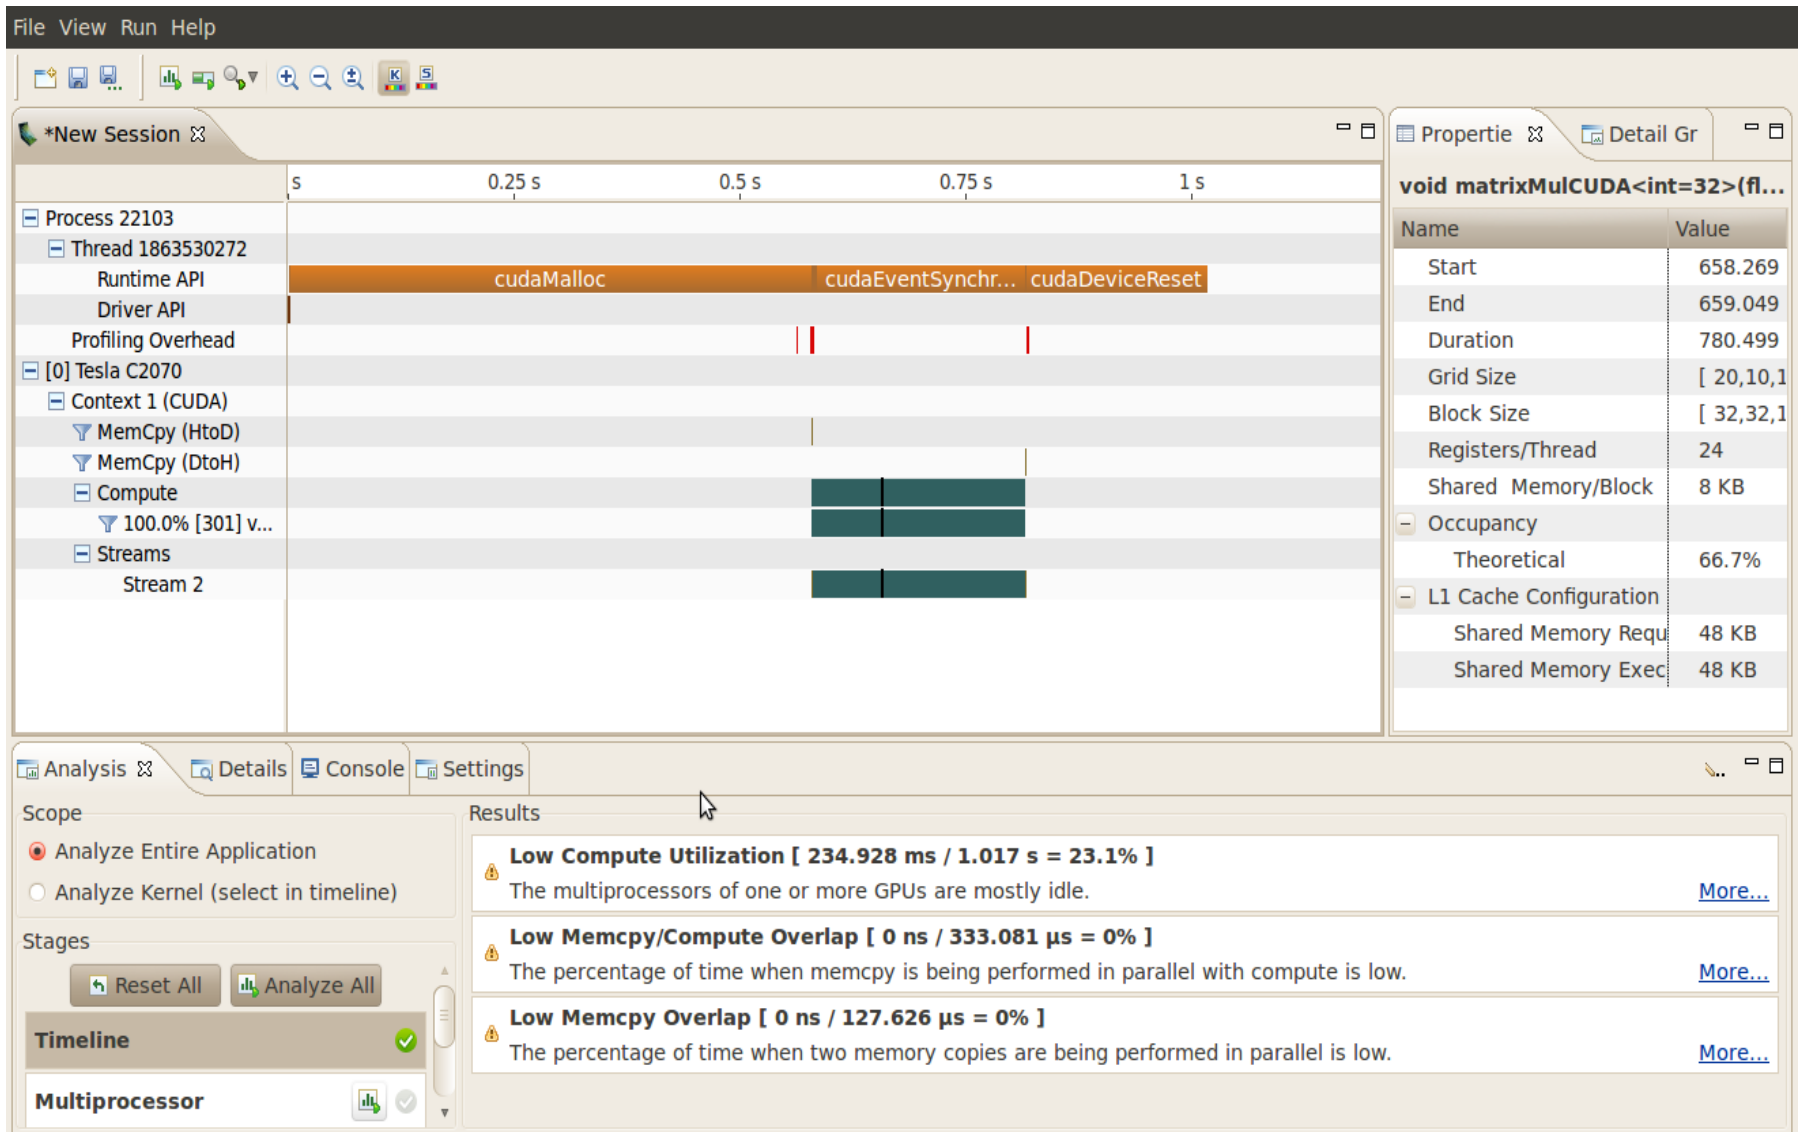 File View Run Help
*New Session
s 0.25 s 0.5 s 0.75 s 1 s
Process 22103
Thread 1863530272
Runtime API cudaMalloc cudaEventSynchr... cudaDeviceReset
Driver API
Profiling Overhead
[0] Tesla C2070
Context 1 (CUDA)
MemCpy (HtoD)
MemCpy (DtoH)
Compute
100.0% [301] v...
Streams
Stream 2
Propertie Detail Gr
void matrixMulCUDA<int=32>(fl...
Name Value
Start 658.269
End 659.049
Duration 780.499
Grid Size [ 20,10,1
Block Size [ 32,32,1
Registers/Thread 24
Shared Memory/Block 8 KB
Occupancy
Theoretical 66.7%
L1 Cache Configuration
Shared Memory Requ 48 KB
Shared Memory Exec 48 KB
Analysis Details Console Settings
Scope
Analyze Entire Application
Analyze Kernel (select in timeline)
Stages
Reset All Analyze All
Timeline
Multiprocessor
Results
Low Compute Utilization [ 234.928 ms / 1.017 s = 23.1% ]
The multiprocessors of one or more GPUs are mostly idle. More...
Low Memcpy/Compute Overlap [ 0 ns / 333.081 µs = 0% ]
The percentage of time when memcpy is being performed in parallel with compute is low. More...
Low Memcpy Overlap [ 0 ns / 127.626 µs = 0% ]
The percentage of time when two memory copies are being performed in parallel is low. More...